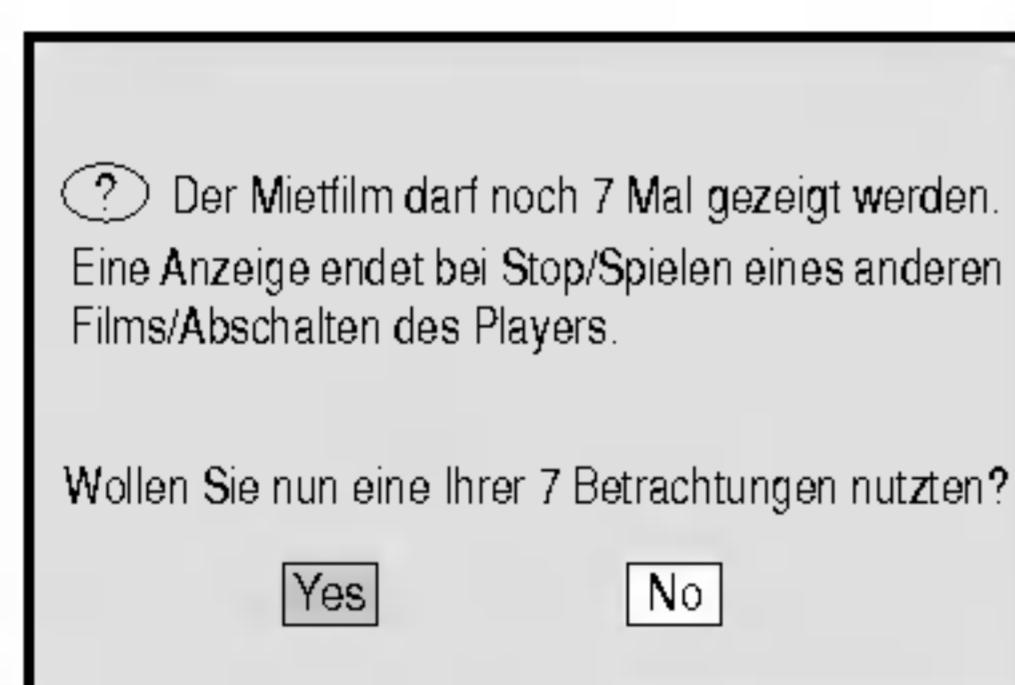 ? Der Mietfilm darf noch 7 Mal gezeigt werden.
Eine Anzeige endet bei Stop/Spielen eines anderen
Films/Abschalten des Players.
Wollen Sie nun eine Ihrer 7 Betrachtungen nutzten?
Yes No